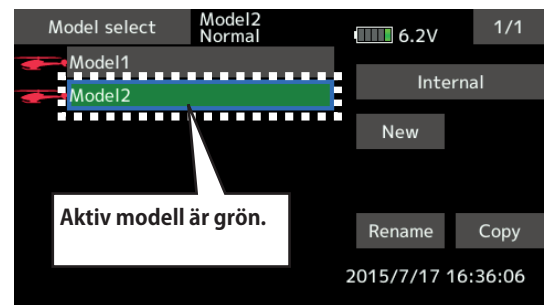 Model select
Model2
Normal
6.2V
1/1
Model1
Model2
Internal
New
Aktiv modell är grön.
Rename
Copy
2015/7/17 16:36:06